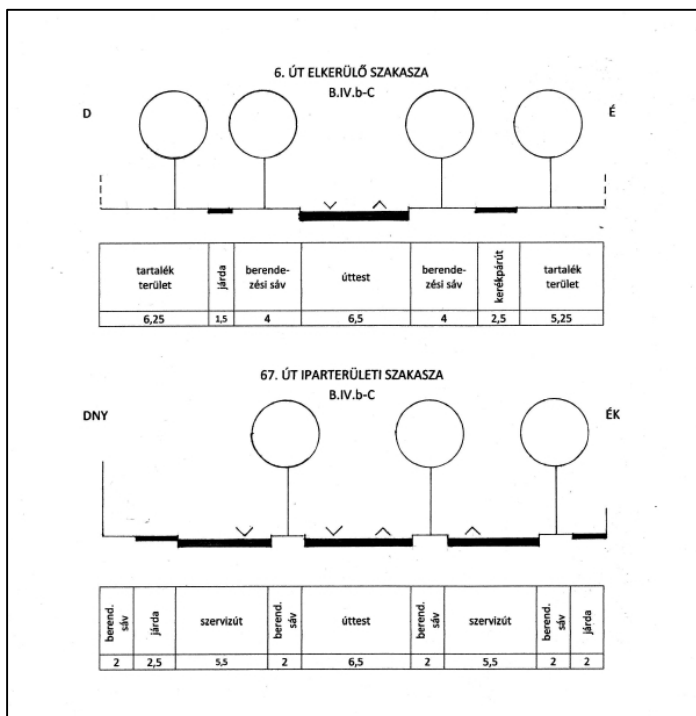 6. ÚT ELKERÜLŐ SZAKASZA
B.IV.b-C
D
É
tartalék
terület
járda
berende-
zési sáv
úttest
berende-
zési sáv
kerékpárút
tartalék
terület
6,25
1,5
4
6,5
4
2,5
5,25
67. ÚT IPARTERÜLETI SZAKASZA
B.IV.b-C
DNY
ÉK
berend.
sáv
járda
szervizút
berend.
sáv
úttest
berend.
sáv
szervizút
berend.
sáv
járda
2
2,5
5,5
2
6,5
2
5,5
2
2